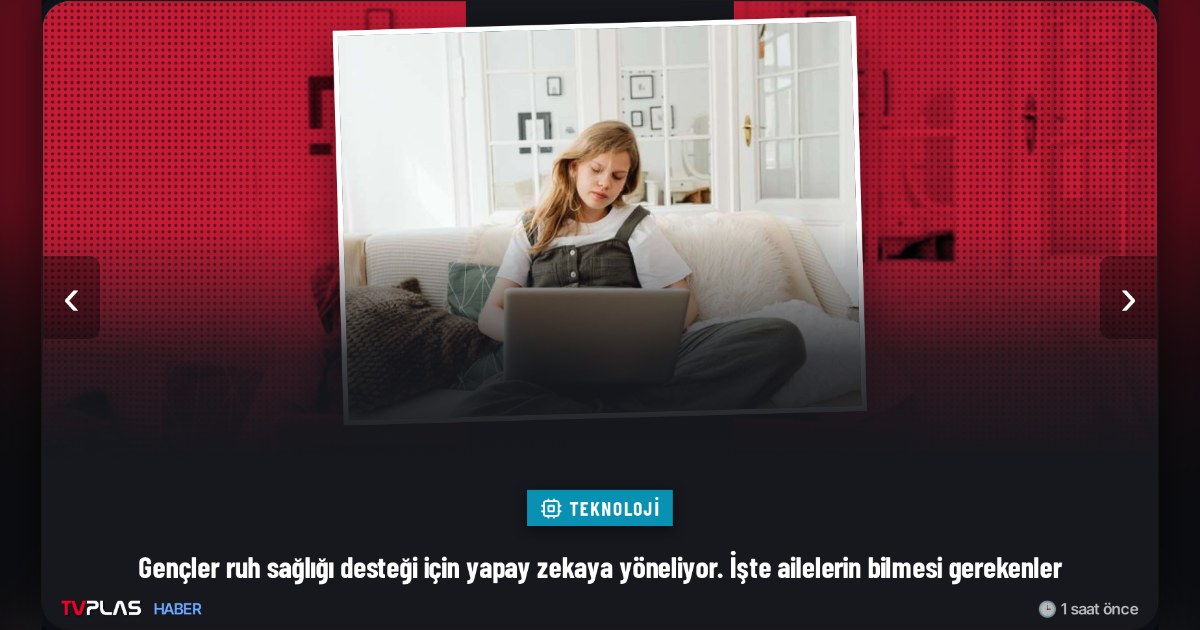 TEKNOLOJİ
Gençler ruh sağlığı desteği için yapay zekaya yöneliyor. İşte ailelerin bilmesi gerekenler
TVPLAS HABER
1 saat önce